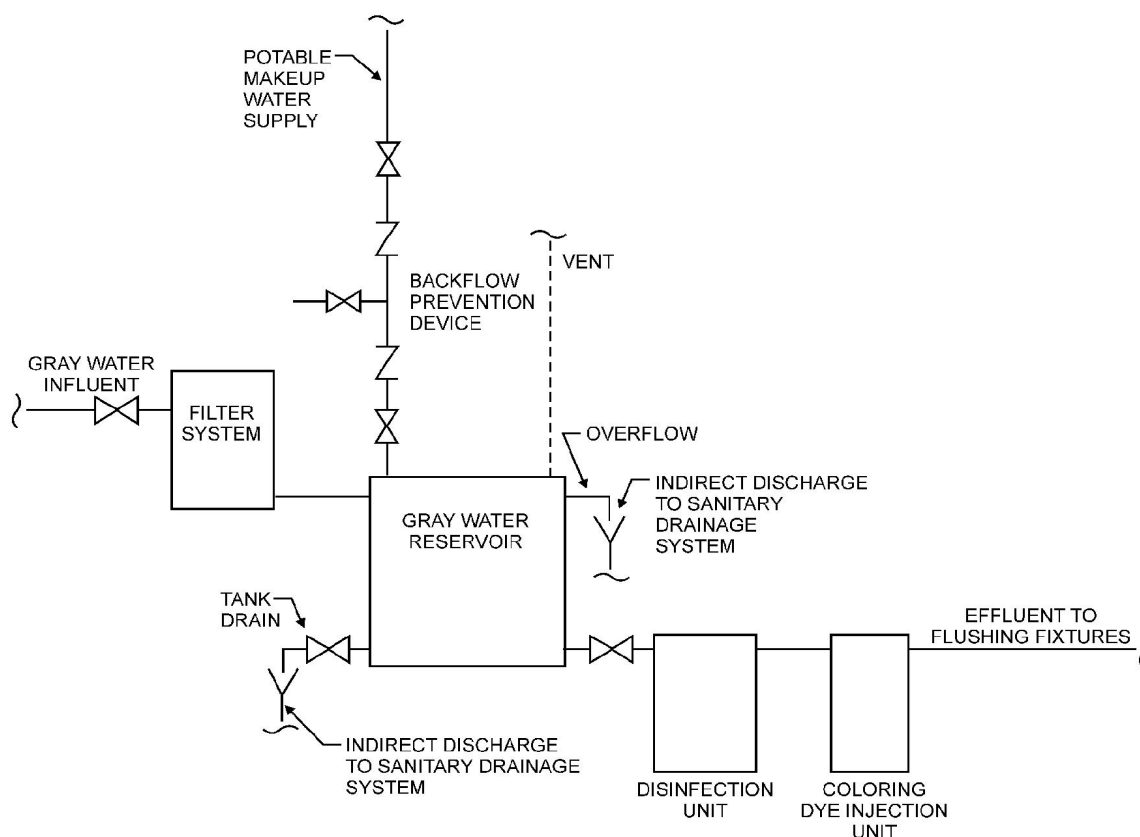 POTABLE
MAKEUP
WATER
SUPPLY
VENT
BACKFLOW
PREVENTION
DEVICE
GRAY WATER
INFLUENT
FILTER
SYSTEM
OVERFLOW
INDIRECT DISCHARGE
TO SANITARY
DRAINAGE
SYSTEM
GRAY WATER
RESERVOIR
TANK
DRAIN
EFFLUENT TO
FLUSHING FIXTURES
INDIRECT DISCHARGE
TO SANITARY DRAINAGE
SYSTEM
DISINFECTION
UNIT
COLORING
DYE INJECTION
UNIT